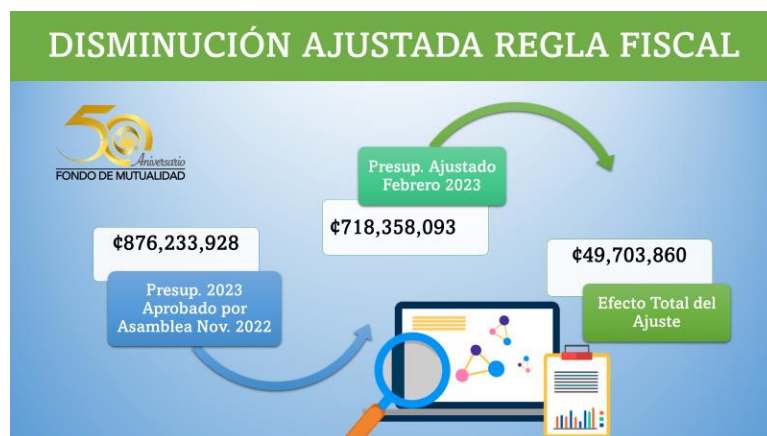 DISMINUCIÓN AJUSTADA REGLA FISCAL
50
Aniversario
FONDO DE MUTUALIDAD
₡876,233,928
Presup. 2023
Aprobado por
Asamblea Nov. 2022
Presup. Ajustado
Febrero 2023
₡718,358,093
₡49,703,860
Efecto Total del
Ajuste